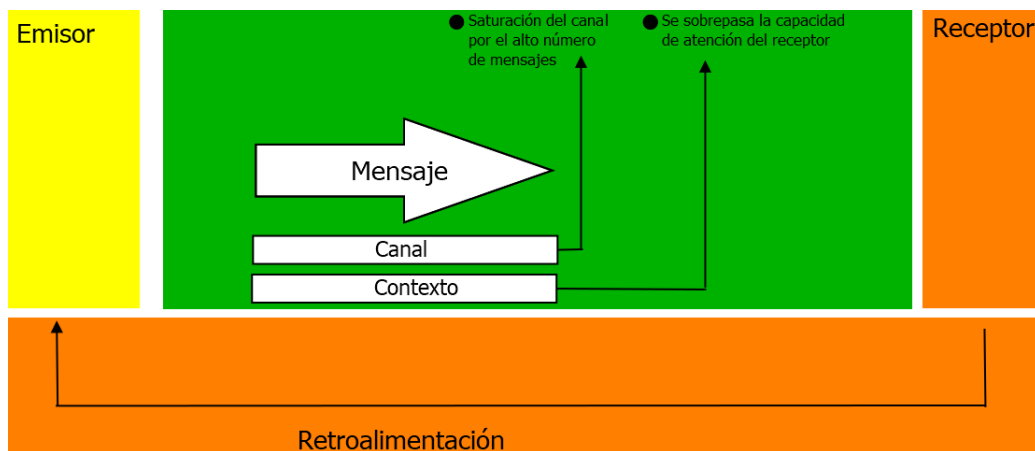 Emisor
Saturación del canal
por el alto número
de mensajes
Se sobrepasa la capacidad
de atención del receptor
Receptor
Mensaje
Canal
Contexto
Retroalimentación